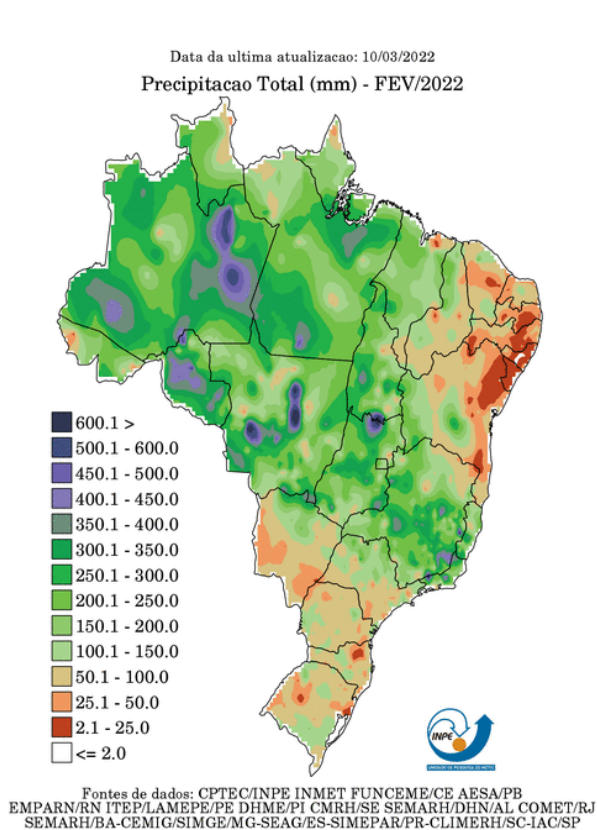 Data da ultima atualizacao: 10/03/2022
Precipitacao Total (mm) - FEV/2022
600.1 >
500.1 - 600.0
450.1 - 500.0
400.1 - 450.0
350.1 - 400.0
300.1 - 350.0
250.1 - 300.0
200.1 - 250.0
150.1 - 200.0
100.1 - 150.0
50.1 - 100.0
25.1 - 50.0
2.1 - 25.0
<= 2.0
INPE
Fontes de dados: CPTEC/INPE INMET FUNCEME/CE AESA/PB
EMPARN/RN ITEP/LAMEPE/PE DHME/PI CMRH/SE SEMARH/DHN/AL COMET/RJ
SEMARH/BA-CEMIG/SIMGE/MG-SEAG/ES-SIMEPAR/PR-CLIMERH/SC-IAC/SP